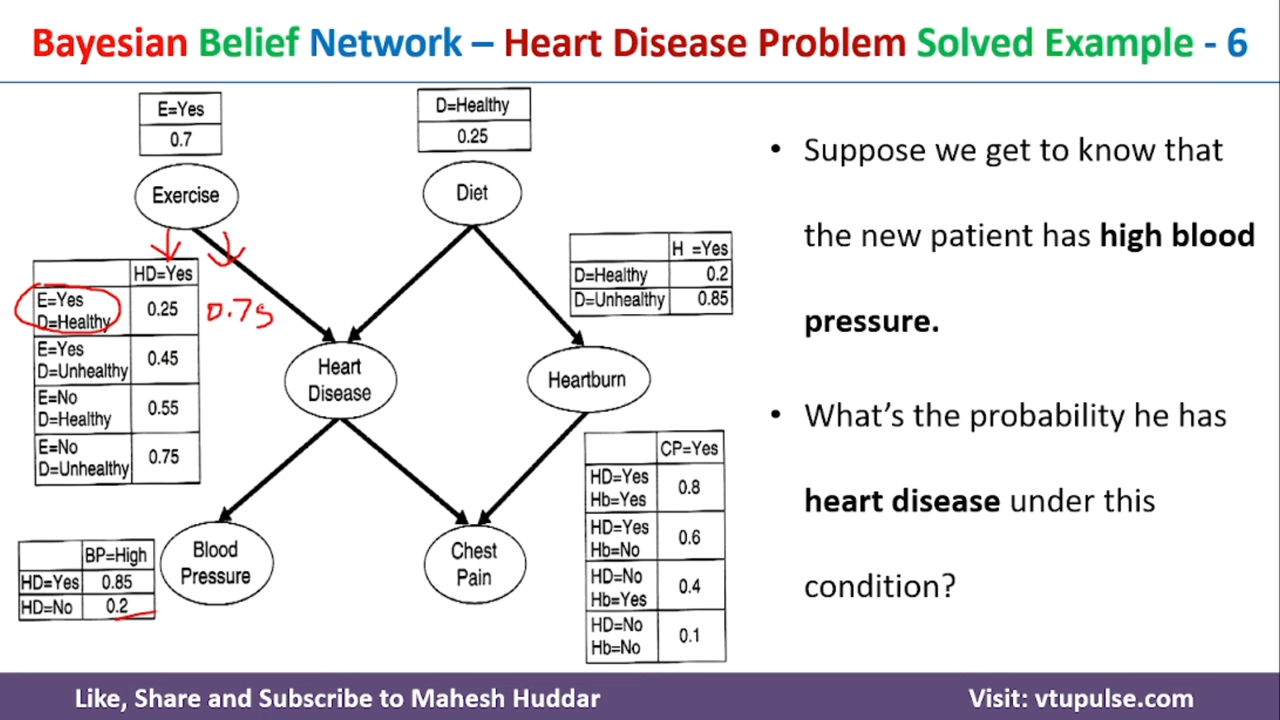 Bayesian Belief Network – Heart Disease Problem Solved Example - 6
E=Yes
0.7
D=Healthy
0.25
Exercise
Diet
HD=Yes
E=Yes
D=Healthy
0.25
0.75
E=Yes
D=Unhealthy
0.45
E=No
D=Healthy
0.55
E=No
D=Unhealthy
0.75
H =Yes
D=Healthy 0.2
D=Unhealthy 0.85
Heart
Disease
Heartburn
BP=High
HD=Yes 0.85
HD=No 0.2
Blood
Pressure
Chest
Pain
CP=Yes
HD=Yes
Hb=Yes
0.8
HD=Yes
Hb=No
0.6
HD=No
Hb=Yes
0.4
HD=No
Hb=No
0.1
• Suppose we get to know that
the new patient has high blood
pressure.
• What’s the probability he has
heart disease under this
condition?
Like, Share and Subscribe to Mahesh Huddar
Visit: vtupulse.com